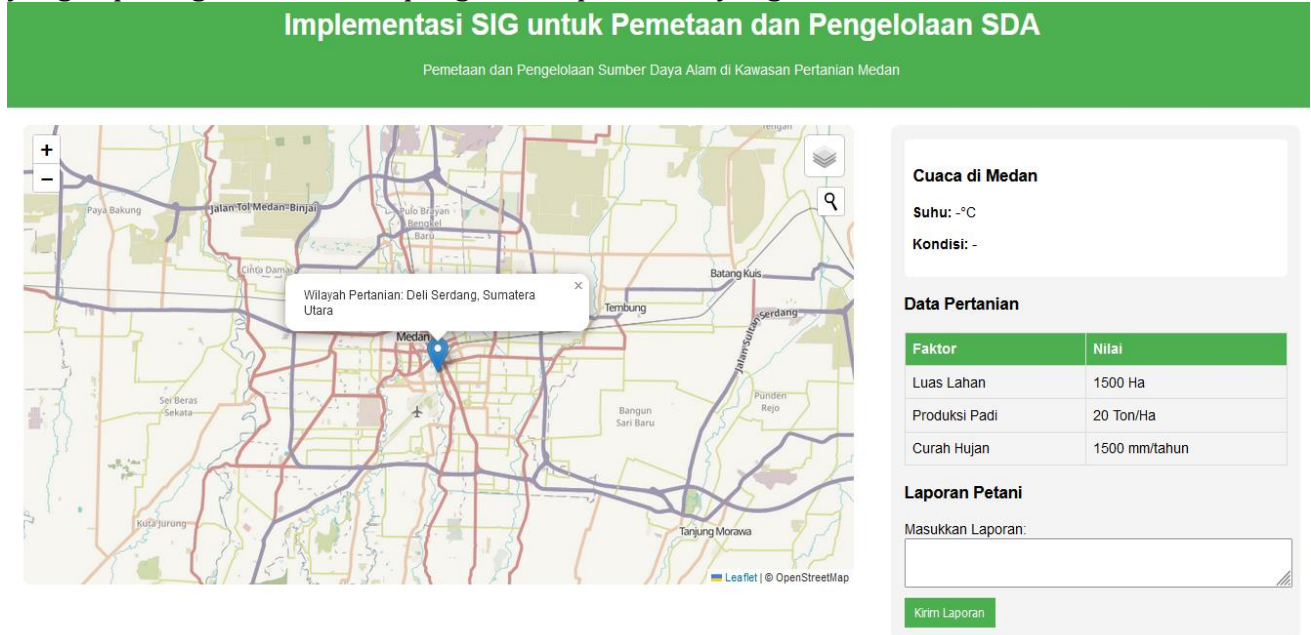 Implementasi SIG untuk Pemetaan dan Pengelolaan SDA
Pemetaan dan Pengelolaan Sumber Daya Alam di Kawasan Pertanian Medan
+
−
Paya Bakung
Jalan Tol Medan-Binjai
Pulo Brayan
Bengkel
Baru
Cinta Damai
Batang Kuis
Wilayah Pertanian: Deli Serdang, Sumatera
Utara
×
Tembung
Medan
Jalan Sultan Serdang
Sei Beras
Sekata
Bangun
Sari Baru
Punden
Rejo
Kuta Jurung
Tanjung Morawa
Leaflet | © OpenStreetMap
Cuaca di Medan
Suhu: -°C
Kondisi: -
Data Pertanian
Faktor Nilai
Luas Lahan 1500 Ha
Produksi Padi 20 Ton/Ha
Curah Hujan 1500 mm/tahun
Laporan Petani
Masukkan Laporan:
Kirim Laporan